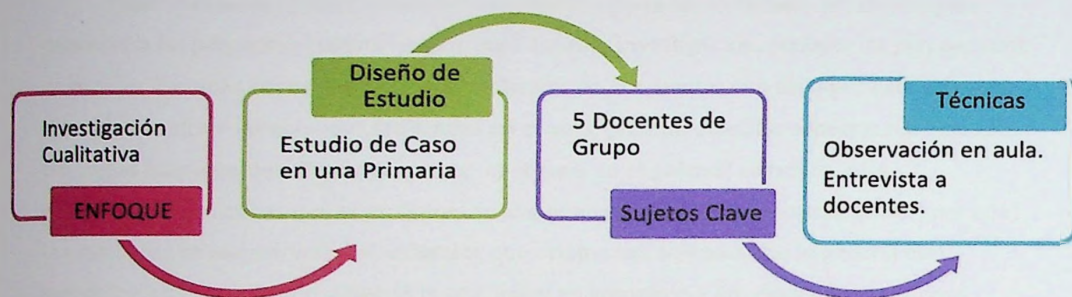 Investigación
Cualitativa
ENFOQUE
Diseño de
Estudio
Estudio de Caso
en una Primaria
5 Docentes de
Grupo
Sujetos Clave
Técnicas
Observación en aula.
Entrevista a
docentes.